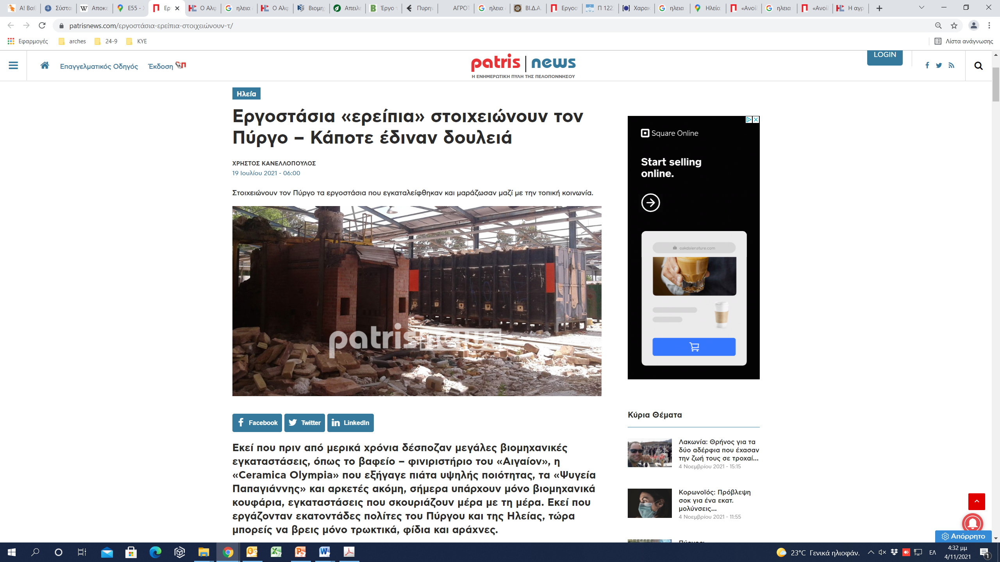 Α! Βαθ
Σύστα
Αποκε
E55 - Χ
Ερ
Ο Αλφ
ηλεια
Ο Αλφ
Βιομη
Απειλε
Έργο τ
Πυρην
ΑΓΡΟΤ
ηλεια
ΒΙ.Δ.Α.
Εργοσ
Π 122
Χαρακ
ηλεια
Ηλεία
«Ανοί
ηλεια
«Ανοί
Η αγρ
patrisnews.com/εργοστάσια-ερείπια-στοιχειώνουν-τ/
Εφαρμογές
arches
24-9
KYE
Λίστα ανάγνωσης
Επαγγελματικός Οδηγός
Έκδοση
patris | news
Η ΕΝΗΜΕΡΩΤΙΚΗ ΠΥΛΗ ΤΗΣ ΠΕΛΟΠΟΝΝΗΣΟΥ
LOGIN
Ηλεία
Εργοστάσια «ερείπια» στοιχειώνουν τον
Πύργο – Κάποτε έδιναν δουλειά
ΧΡΗΣΤΟΣ ΚΑΝΕΛΛΟΠΟΥΛΟΣ
19 Ιουλίου 2021 - 06:00
Στοιχειώνουν τον Πύργο τα εργοστάσια που εγκαταλείφθηκαν και μαράζωσαν μαζί με την τοπική κοινωνία.
patris news
Facebook
Twitter
LinkedIn
Εκεί που πριν από μερικά χρόνια δέσποζαν μεγάλες βιομηχανικές
εγκαταστάσεις, όπως το βαφείο – φινιριστήριο του «Αιγαίον», η
«Ceramica Olympia» που εξήγαγε πιάτα υψηλής ποιότητας, τα «Ψυγεία
Παπαγιάννης» και αρκετές ακόμη, σήμερα υπάρχουν μόνο βιομηχανικά
κουφάρια, εγκαταστάσεις που σκουριάζουν μέρα με τη μέρα. Εκεί που
εργάζονταν εκατοντάδες πολίτες του Πύργου και της Ηλείας, τώρα
μπορείς να βρεις μόνο τρωκτικά, φίδια και αράχνες.
Square Online
Start selling
online.
oakdalenature.com
Κύρια Θέματα
Λακωνία: Θρήνος για τα
δύο αδέρφια που έχασαν
την ζωή τους σε τροχαί...
4 Νοεμβρίου 2021 - 15:15
Κορωνοϊός: Πρόβλεψη
σοκ για ένα εκατ.
μολύνσεις...
4 Νοεμβρίου 2021 - 11:55
Απόρρητο
23°C Γενικά ηλιοφάν.
ΕΛ
4:32 μμ
4/11/2021
1